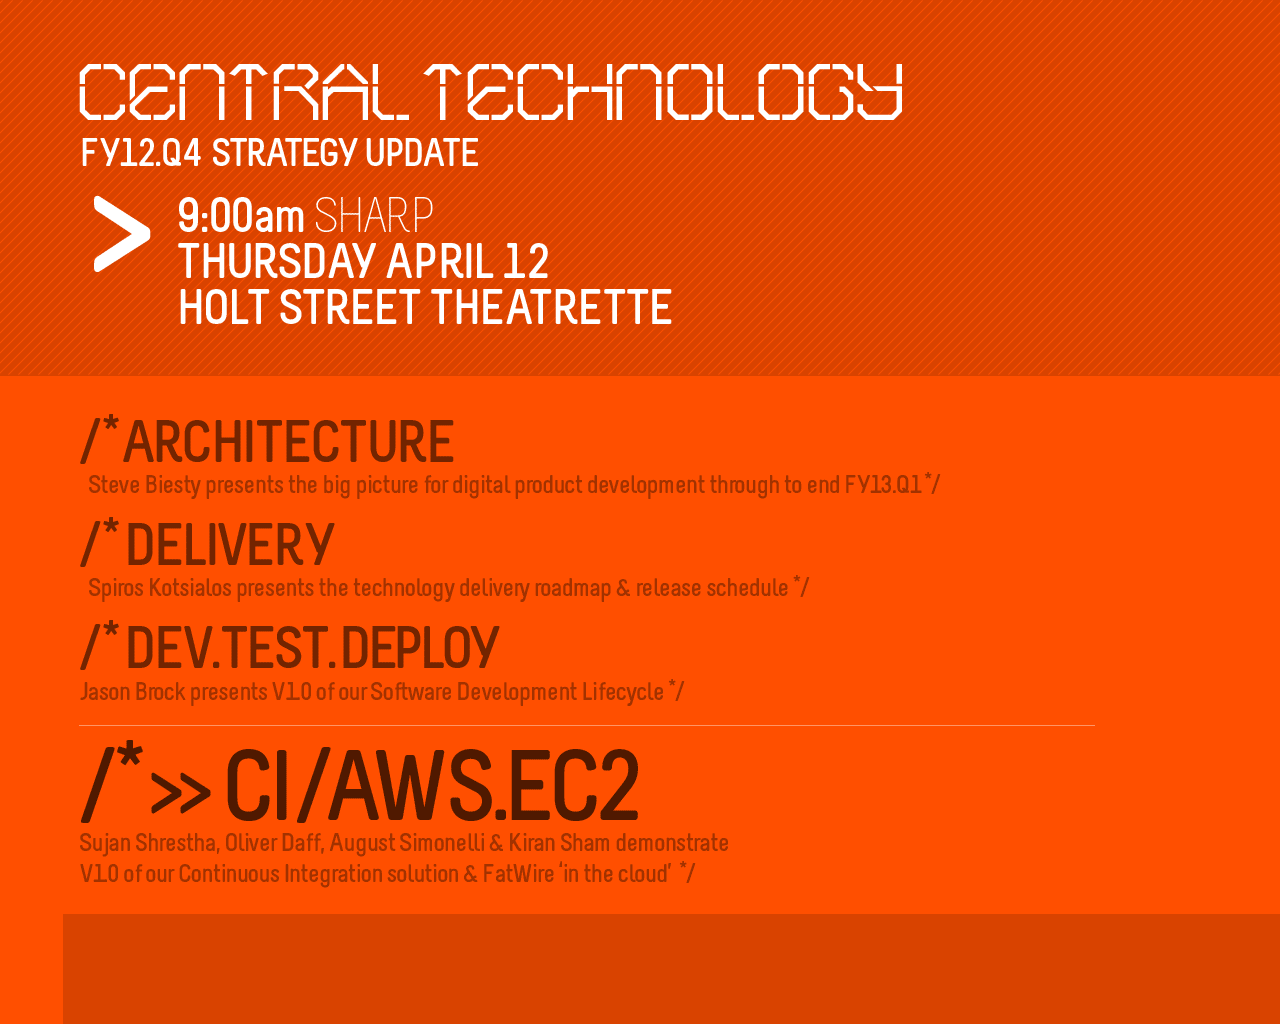 CENTRAL TECHNOLOGY
FY12.Q4 STRATEGY UPDATE
> 9:00am SHARP
THURSDAY APRIL 12
HOLT STREET THEATRETTE
/* ARCHITECTURE
Steve Biesty presents the big picture for digital product development through to end FY13.Q1 */
/* DELIVERY
Spiros Kotsialos presents the technology delivery roadmap & release schedule */
/* DEV.TEST.DEPLOY
Jason Brock presents V1.0 of our Software Development Lifecycle */
/* >> CI/AWS.EC2
Sujan Shrestha, Oliver Daff, August Simonelli & Kiran Sham demonstrate
V1.0 of our Continuous Integration solution & FatWire ‘in the cloud’ */